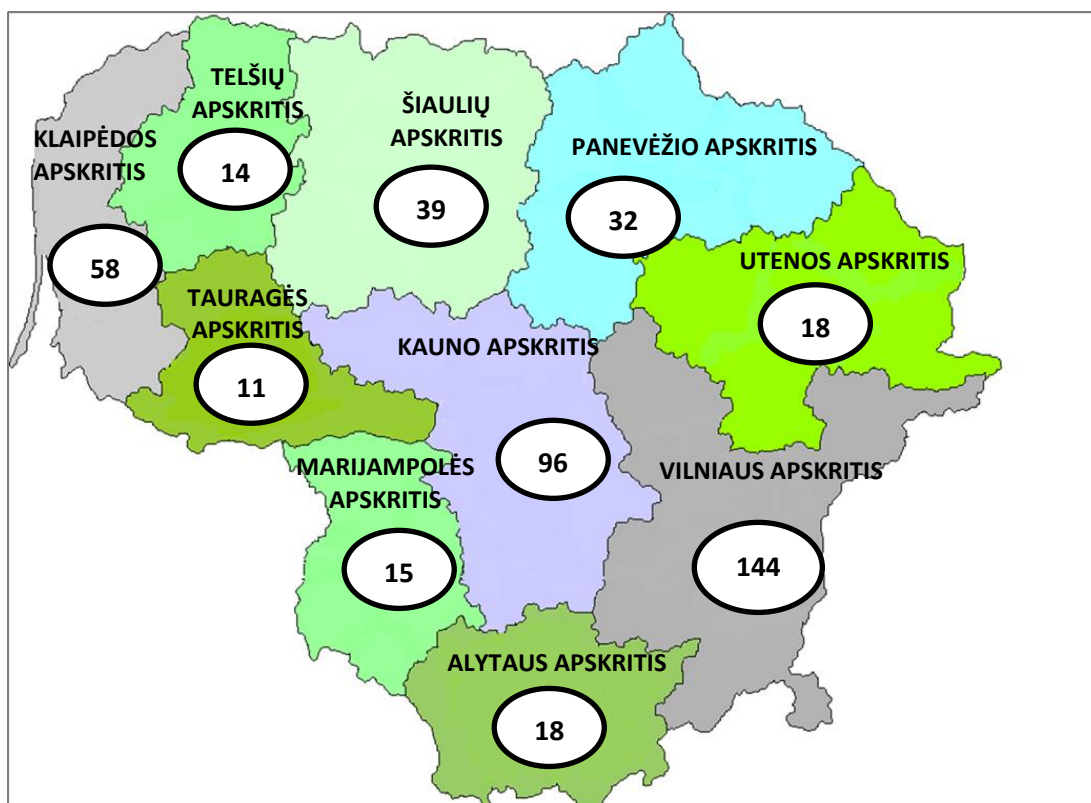 TELŠIŲ
APSKRITIS
14
ŠIAULIŲ
APSKRITIS
39
PANEVĖŽIO APSKRITIS
32
KLAIPĖDOS
APSKRITIS
58
UTENOS APSKRITIS
18
TAURAGĖS
APSKRITIS
11
KAUNO APSKRITIS
96
MARIJAMPOLĖS
APSKRITIS
15
VILNIAUS APSKRITIS
144
ALYTAUS APSKRITIS
18